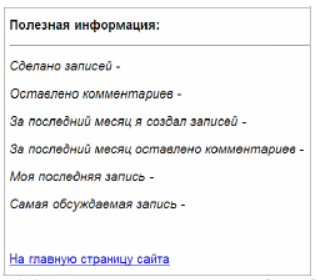 Полезная информация:
Сделано записей -
Оставлено комментариев -
За последний месяц я создал записей -
За последний месяц оставлено комментариев -
Моя последняя запись -
Самая обсуждаемая запись -
На главную страницу сайта